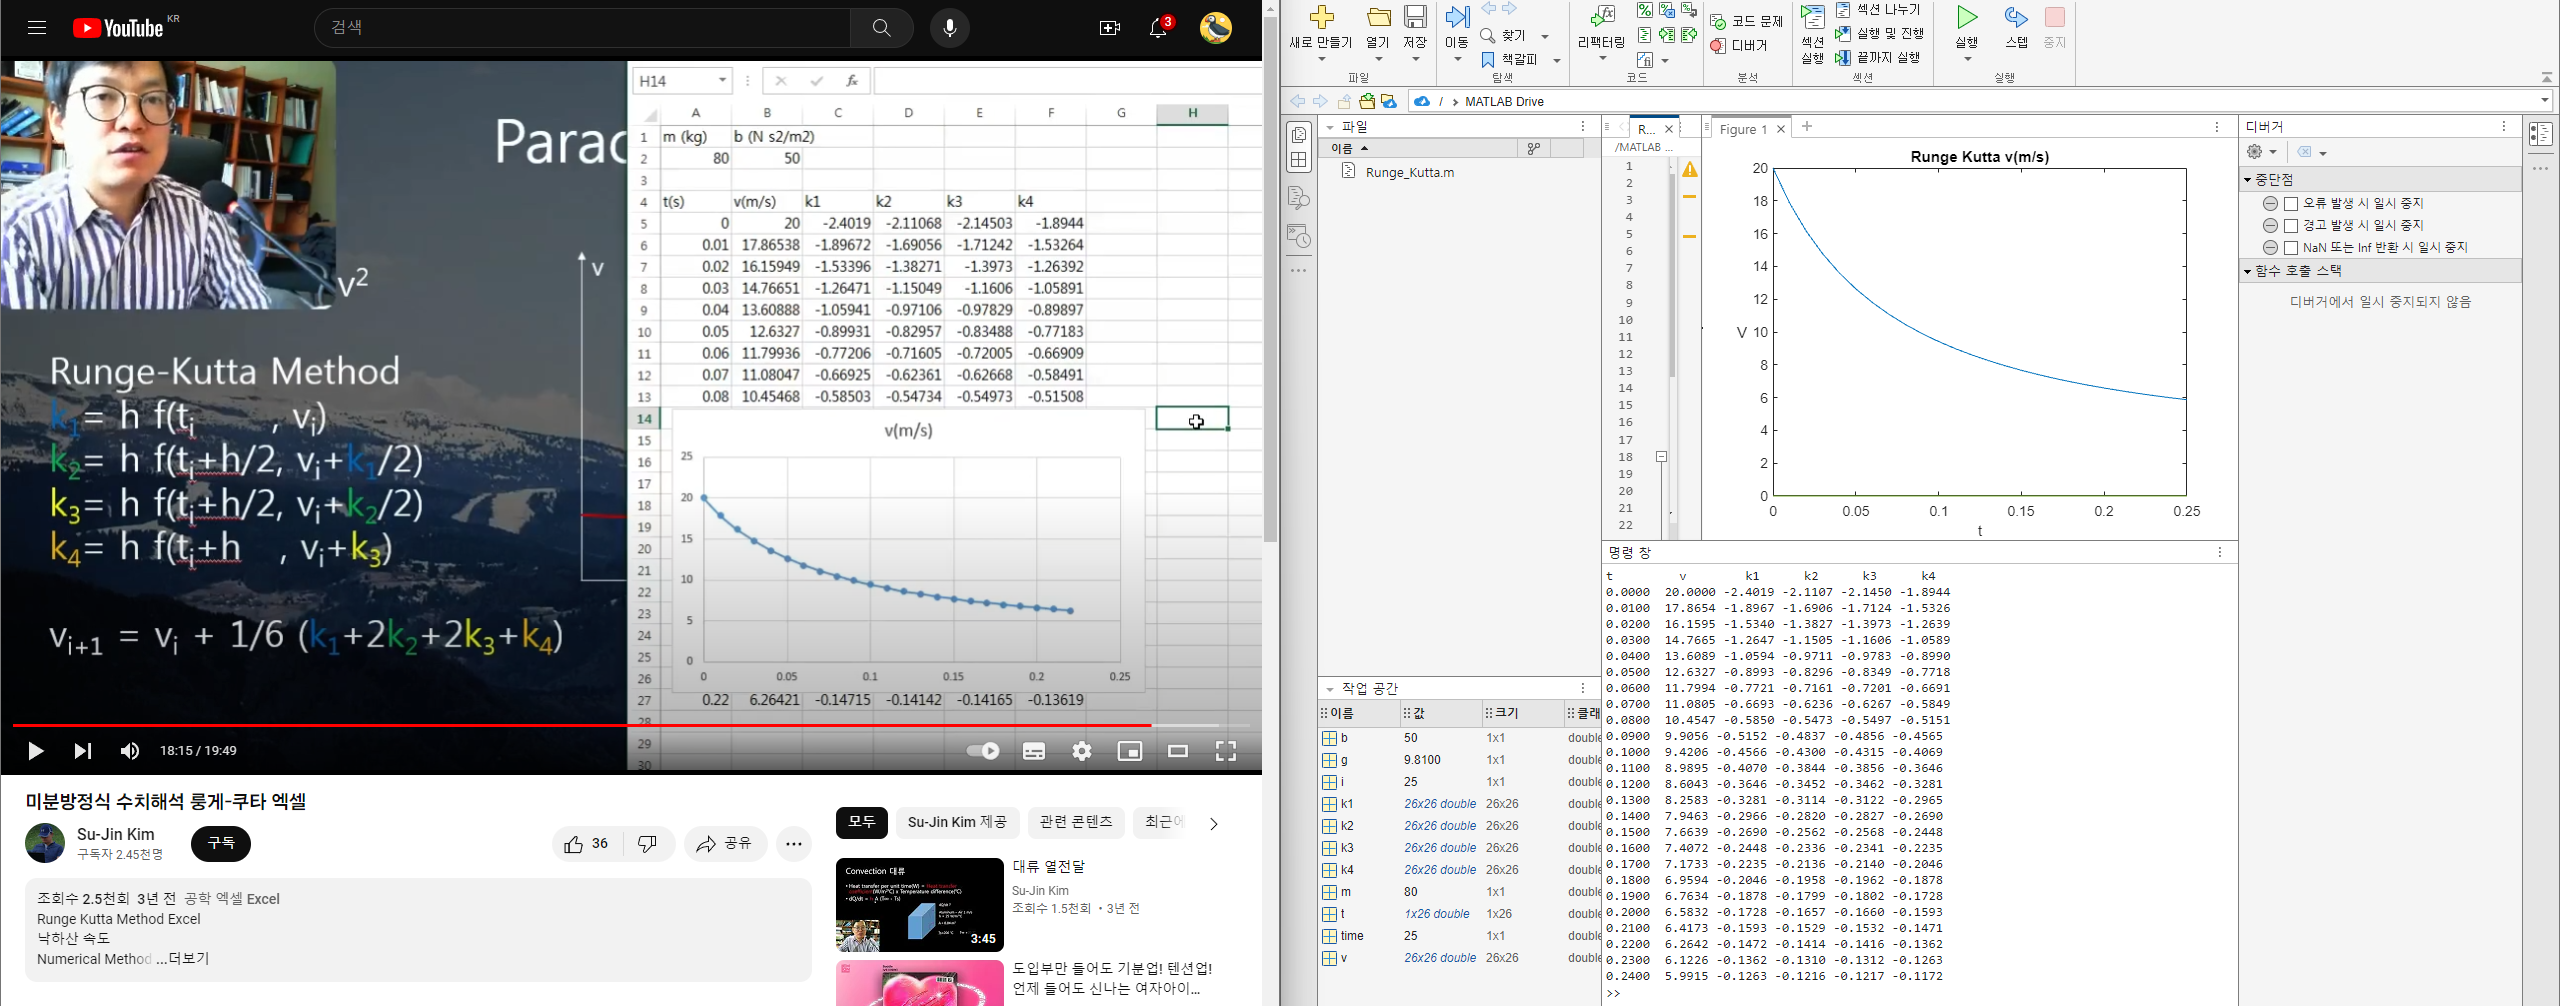 YouTube KR
검색
3
Parac
v²
v
Runge-Kutta Method
k₁= h f(tᵢ , vᵢ)
k₂= h f(tᵢ+h/2, vᵢ+k₁/2)
k₃= h f(tᵢ+h/2, vᵢ+k₂/2)
k₄= h f(tᵢ+h , vᵢ+k₃)
vᵢ₊₁ = vᵢ + 1/6 (k₁+2k₂+2k₃+k₄)
H14 fx
A B C D E F G H
1 m (kg) b (N s2/m2)
2 80 50
3
4 t(s) v(m/s) k1 k2 k3 k4
5 0 20 -2.4019 -2.11068 -2.14503 -1.8944
6 0.01 17.86538 -1.89672 -1.69056 -1.71242 -1.53264
7 0.02 16.15949 -1.53396 -1.38271 -1.3973 -1.26392
8 0.03 14.76651 -1.26471 -1.15049 -1.1606 -1.05891
9 0.04 13.60888 -1.05941 -0.97106 -0.97829 -0.89897
10 0.05 12.6327 -0.89931 -0.82957 -0.83488 -0.77183
11 0.06 11.79936 -0.77206 -0.71605 -0.72005 -0.66909
12 0.07 11.08047 -0.66925 -0.62361 -0.62668 -0.58491
13 0.08 10.45468 -0.58503 -0.54734 -0.54973 -0.51508
14
15
16
17
18
19
20
21
22
23
24
25
26
v(m/s)
25
20
15
10
5
0
0 0.05 0.1 0.15 0.2 0.25
27 0.22 6.26421 -0.14715 -0.14142 -0.14165 -0.13619
28
29
30
18:15 / 19:49
미분방정식 수치해석 룽게-쿠타 엑셀
Su-Jin Kim
구독자 2.45천명
구독
36
공유
조회수 2.5천회 3년 전 공학 엑셀 Excel
Runge Kutta Method Excel
낙하산 속도
Numerical Method ...더보기
모두
Su-Jin Kim 제공
관련 콘텐츠
최근에
Convection 대류
3:45
대류 열전달
Su-Jin Kim
조회수 1.5천회 • 3년 전
도입부만 들어도 기분업! 텐션업!
언제 들어도 신나는 여자아이...
새로 만들기
열기
저장
파일
이동
찾기
책갈피
탐색
리팩터링
코드
코드 문제
디버거
분석
섹션 실행
섹션 나누기
실행 및 진행
끝까지 실행
섹션
실행
스텝
중지
실행
/ › MATLAB Drive
파일
이름
Runge_Kutta.m
R... ×
/MATLAB ...
1
2
3
4
5
6
7
8
9
10
11
12
13
14
15
16
17
18
19
20
21
22
Figure 1 ×
Runge Kutta v(m/s)
20
18
16
14
12
V 10
8
6
4
2
0
0 0.05 0.1 0.15 0.2 0.25
t
디버거
중단점
오류 발생 시 일시 중지
경고 발생 시 일시 중지
NaN 또는 Inf 반환 시 일시 중지
함수 호출 스택
디버거에서 일시 중지되지 않음
작업 공간
이름 값 크기 클래
b 50 1x1 double
g 9.8100 1x1 double
i 25 1x1 double
k1 26x26 double 26x26 double
k2 26x26 double 26x26 double
k3 26x26 double 26x26 double
k4 26x26 double 26x26 double
m 80 1x1 double
t 1x26 double 1x26 double
time 25 1x1 double
v 26x26 double 26x26 double
명령 창
t v k1 k2 k3 k4
0.0000 20.0000 -2.4019 -2.1107 -2.1450 -1.8944
0.0100 17.8654 -1.8967 -1.6906 -1.7124 -1.5326
0.0200 16.1595 -1.5340 -1.3827 -1.3973 -1.2639
0.0300 14.7665 -1.2647 -1.1505 -1.1606 -1.0589
0.0400 13.6089 -1.0594 -0.9711 -0.9783 -0.8990
0.0500 12.6327 -0.8993 -0.8296 -0.8349 -0.7718
0.0600 11.7994 -0.7721 -0.7161 -0.7201 -0.6691
0.0700 11.0805 -0.6693 -0.6236 -0.6267 -0.5849
0.0800 10.4547 -0.5850 -0.5473 -0.5497 -0.5151
0.0900 9.9056 -0.5152 -0.4837 -0.4856 -0.4565
0.1000 9.4206 -0.4566 -0.4300 -0.4315 -0.4069
0.1100 8.9895 -0.4070 -0.3844 -0.3856 -0.3646
0.1200 8.6043 -0.3646 -0.3452 -0.3462 -0.3281
0.1300 8.2583 -0.3281 -0.3114 -0.3122 -0.2965
0.1400 7.9463 -0.2966 -0.2820 -0.2827 -0.2690
0.1500 7.6639 -0.2690 -0.2562 -0.2568 -0.2448
0.1600 7.4072 -0.2448 -0.2336 -0.2341 -0.2235
0.1700 7.1733 -0.2235 -0.2136 -0.2140 -0.2046
0.1800 6.9594 -0.2046 -0.1958 -0.1962 -0.1878
0.1900 6.7634 -0.1878 -0.1799 -0.1802 -0.1728
0.2000 6.5832 -0.1728 -0.1657 -0.1660 -0.1593
0.2100 6.4173 -0.1593 -0.1529 -0.1532 -0.1471
0.2200 6.2642 -0.1472 -0.1414 -0.1416 -0.1362
0.2300 6.1226 -0.1362 -0.1310 -0.1312 -0.1263
0.2400 5.9915 -0.1263 -0.1216 -0.1217 -0.1172
>>